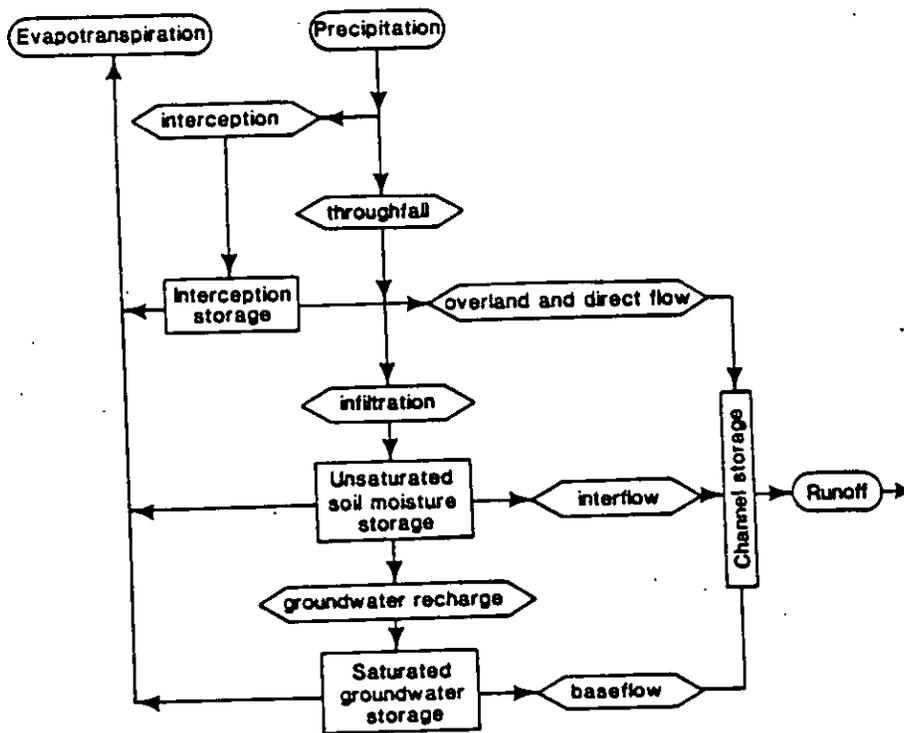 Evapotranspiration
Precipitation
interception
throughfall
Interception
storage
overland and direct flow
infiltration
Unsaturated
soil moisture
storage
interflow
Channel storage
Runoff
groundwater recharge
Saturated
groundwater
storage
baseflow